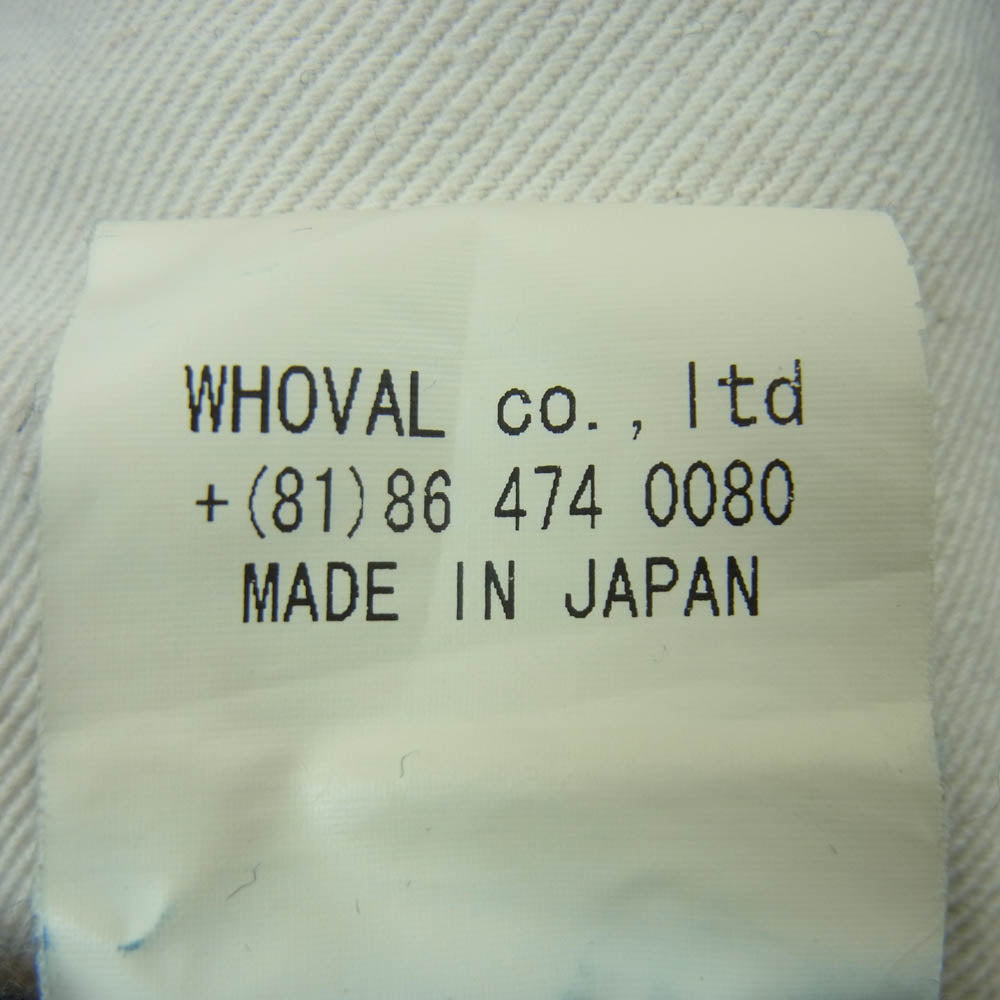 WHOVAL co., ltd
+(81)86 474 0080
MADE IN JAPAN